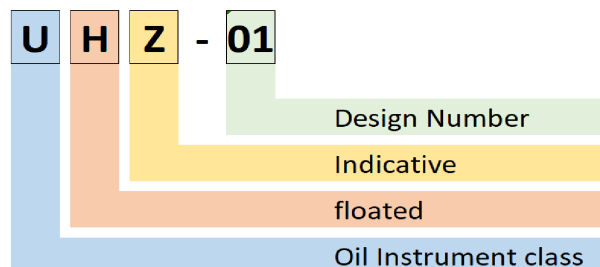 U H Z - 01
Design Number
Indicative
floated
Oil Instrument class